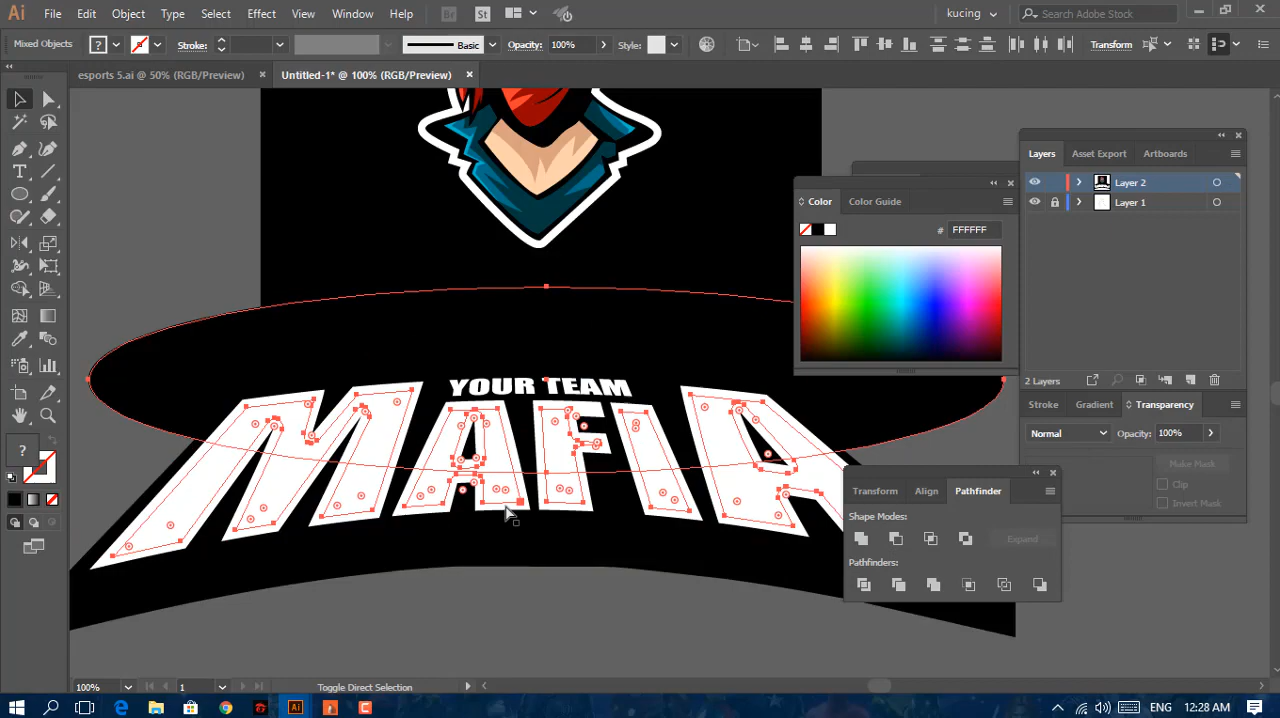 Ai File Edit Object Type Select Effect View Window Help Br St kucing Search Adobe Stock
Mixed Objects ? Stroke: Basic Opacity: 100% Style: Transform
esports 5.ai @ 50% (RGB/Preview) Untitled-1* @ 100% (RGB/Preview)
Layers Asset Export Artboards
Layer 2
Layer 1
Color Color Guide
# FFFFFF
2 Layers
Stroke Gradient Transparency
Normal Opacity: 100%
Make Mask
Clip
Invert Mask
YOUR TEAM
MAFIA
Transform Align Pathfinder
Shape Modes:
Expand
Pathfinders:
?
100% 1 Toggle Direct Selection
Ai ENG 12:28 AM